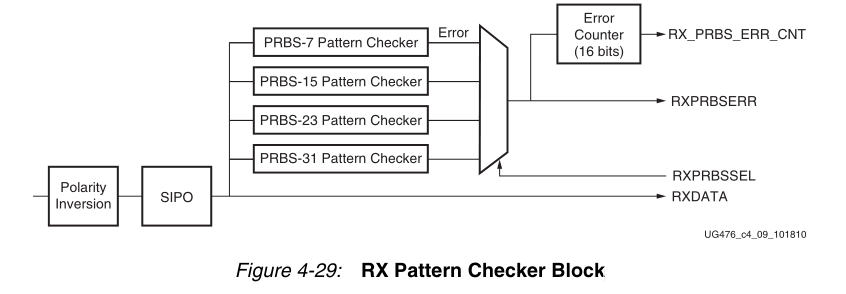 PRBS-7 Pattern Checker
Error
Error
Counter
(16 bits)
RX_PRBS_ERR_CNT
PRBS-15 Pattern Checker
PRBS-23 Pattern Checker
RXPRBSERR
PRBS-31 Pattern Checker
RXPRBSSEL
Polarity
Inversion
SIPO
RXDATA
UG476_c4_09_101810
Figure 4-29: RX Pattern Checker Block